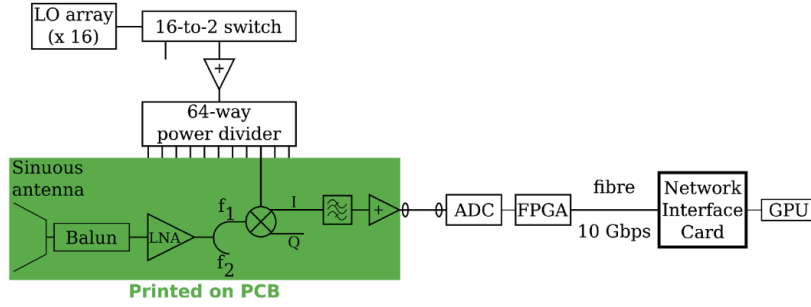 LO array
(x 16)
16-to-2 switch
+
64-way
power divider
Sinuous
antenna
Balun
LNA
f1
f2
I
Q
+
ADC
FPGA
fibre
10 Gbps
Network
Interface
Card
GPU
Printed on PCB